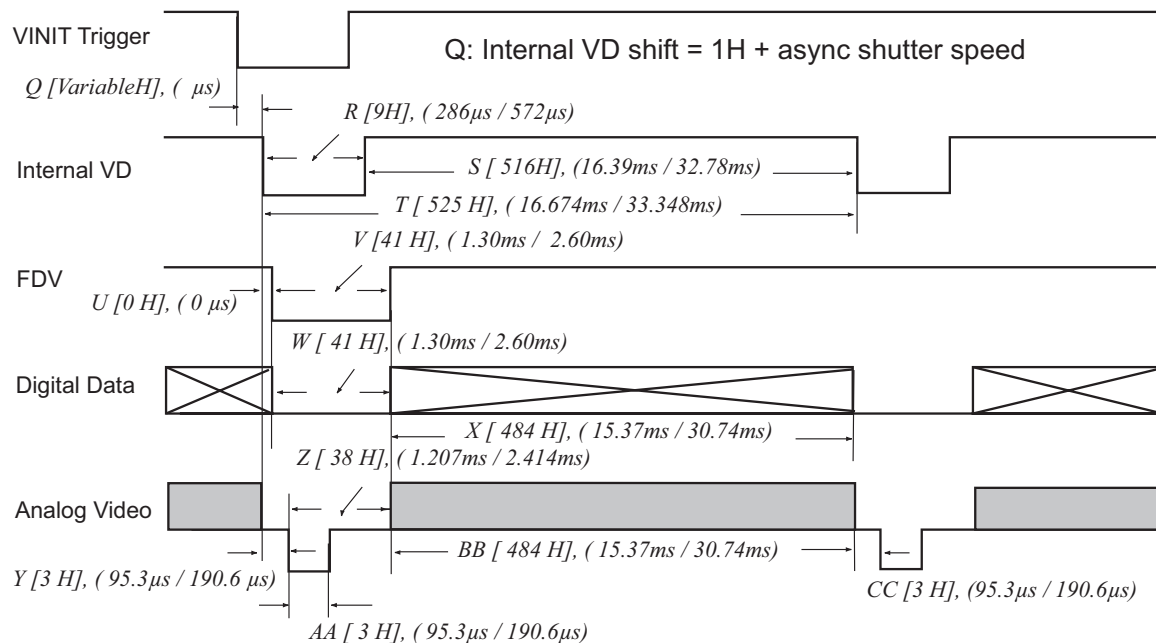 VINIT Trigger
Q: Internal VD shift = 1H + async shutter speed
Q [VariableH], (  µs)
R [9H], ( 286µs / 572µs)
Internal VD
S [ 516H], (16.39ms / 32.78ms)
T [ 525 H], ( 16.674ms / 33.348ms)
V [41 H], ( 1.30ms /  2.60ms)
FDV
U [0 H], ( 0 µs)
W [ 41 H], ( 1.30ms / 2.60ms)
Digital Data
X [ 484 H], ( 15.37ms / 30.74ms)
Z [ 38 H], ( 1.207ms / 2.414ms)
Analog Video
BB [ 484 H], ( 15.37ms / 30.74ms)
Y [3 H], ( 95.3µs / 190.6 µs)
CC [3 H], (95.3µs / 190.6µs)
AA [ 3 H], ( 95.3µs / 190.6µs)